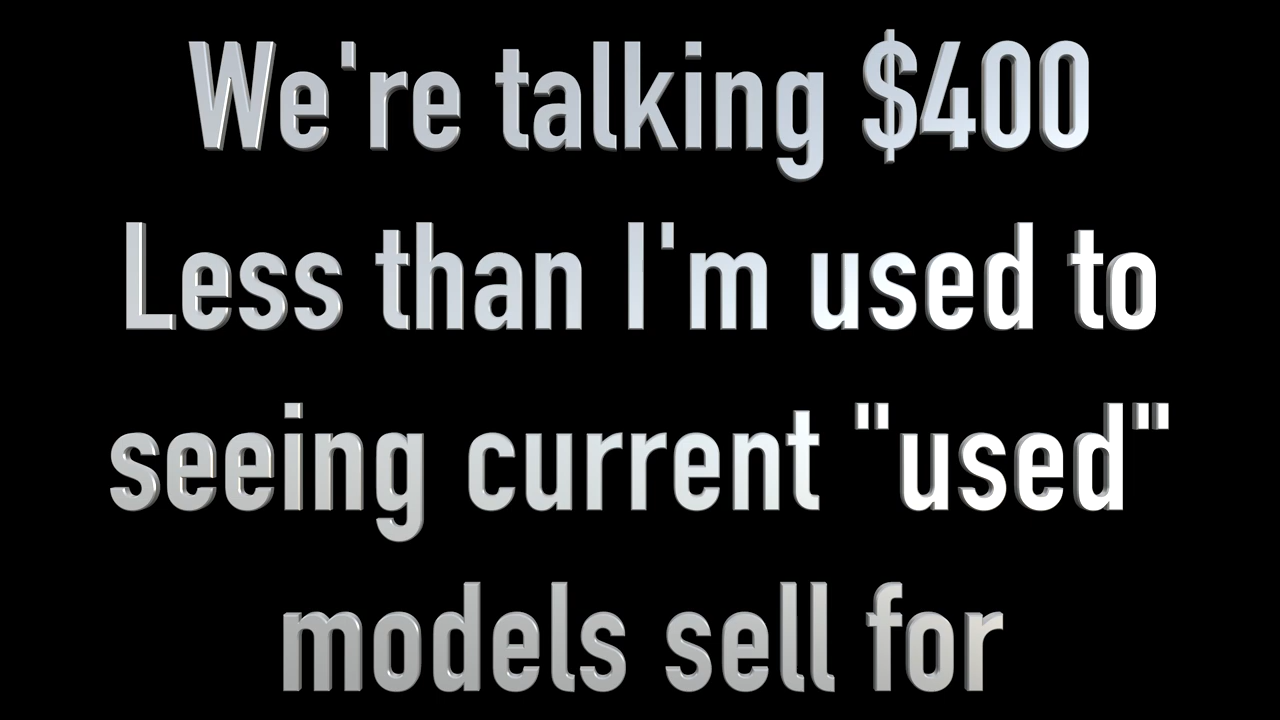 We're talking $400
Less than I'm used to
seeing current "used"
models sell for